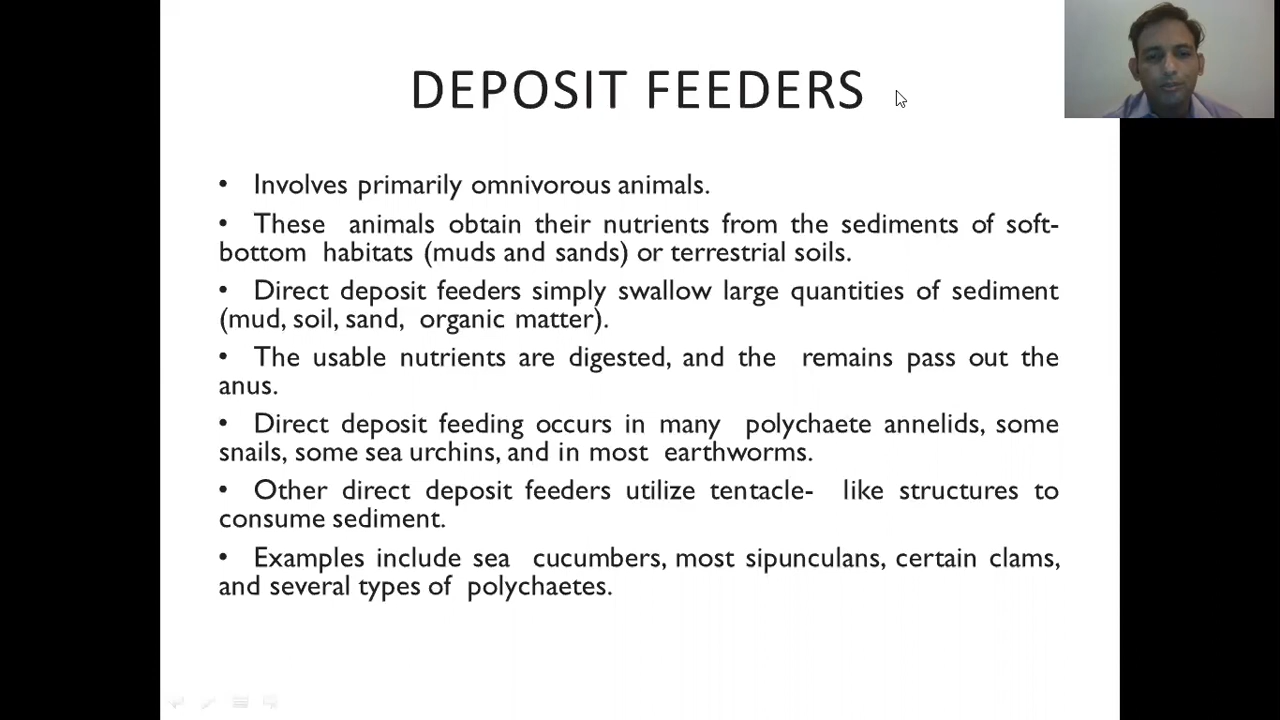 DEPOSIT FEEDERS
• Involves primarily omnivorous animals.
• These animals obtain their nutrients from the sediments of soft-
bottom habitats (muds and sands) or terrestrial soils.
• Direct deposit feeders simply swallow large quantities of sediment
(mud, soil, sand, organic matter).
• The usable nutrients are digested, and the remains pass out the
anus.
• Direct deposit feeding occurs in many polychaete annelids, some
snails, some sea urchins, and in most earthworms.
• Other direct deposit feeders utilize tentacle- like structures to
consume sediment.
• Examples include sea cucumbers, most sipunculans, certain clams,
and several types of polychaetes.